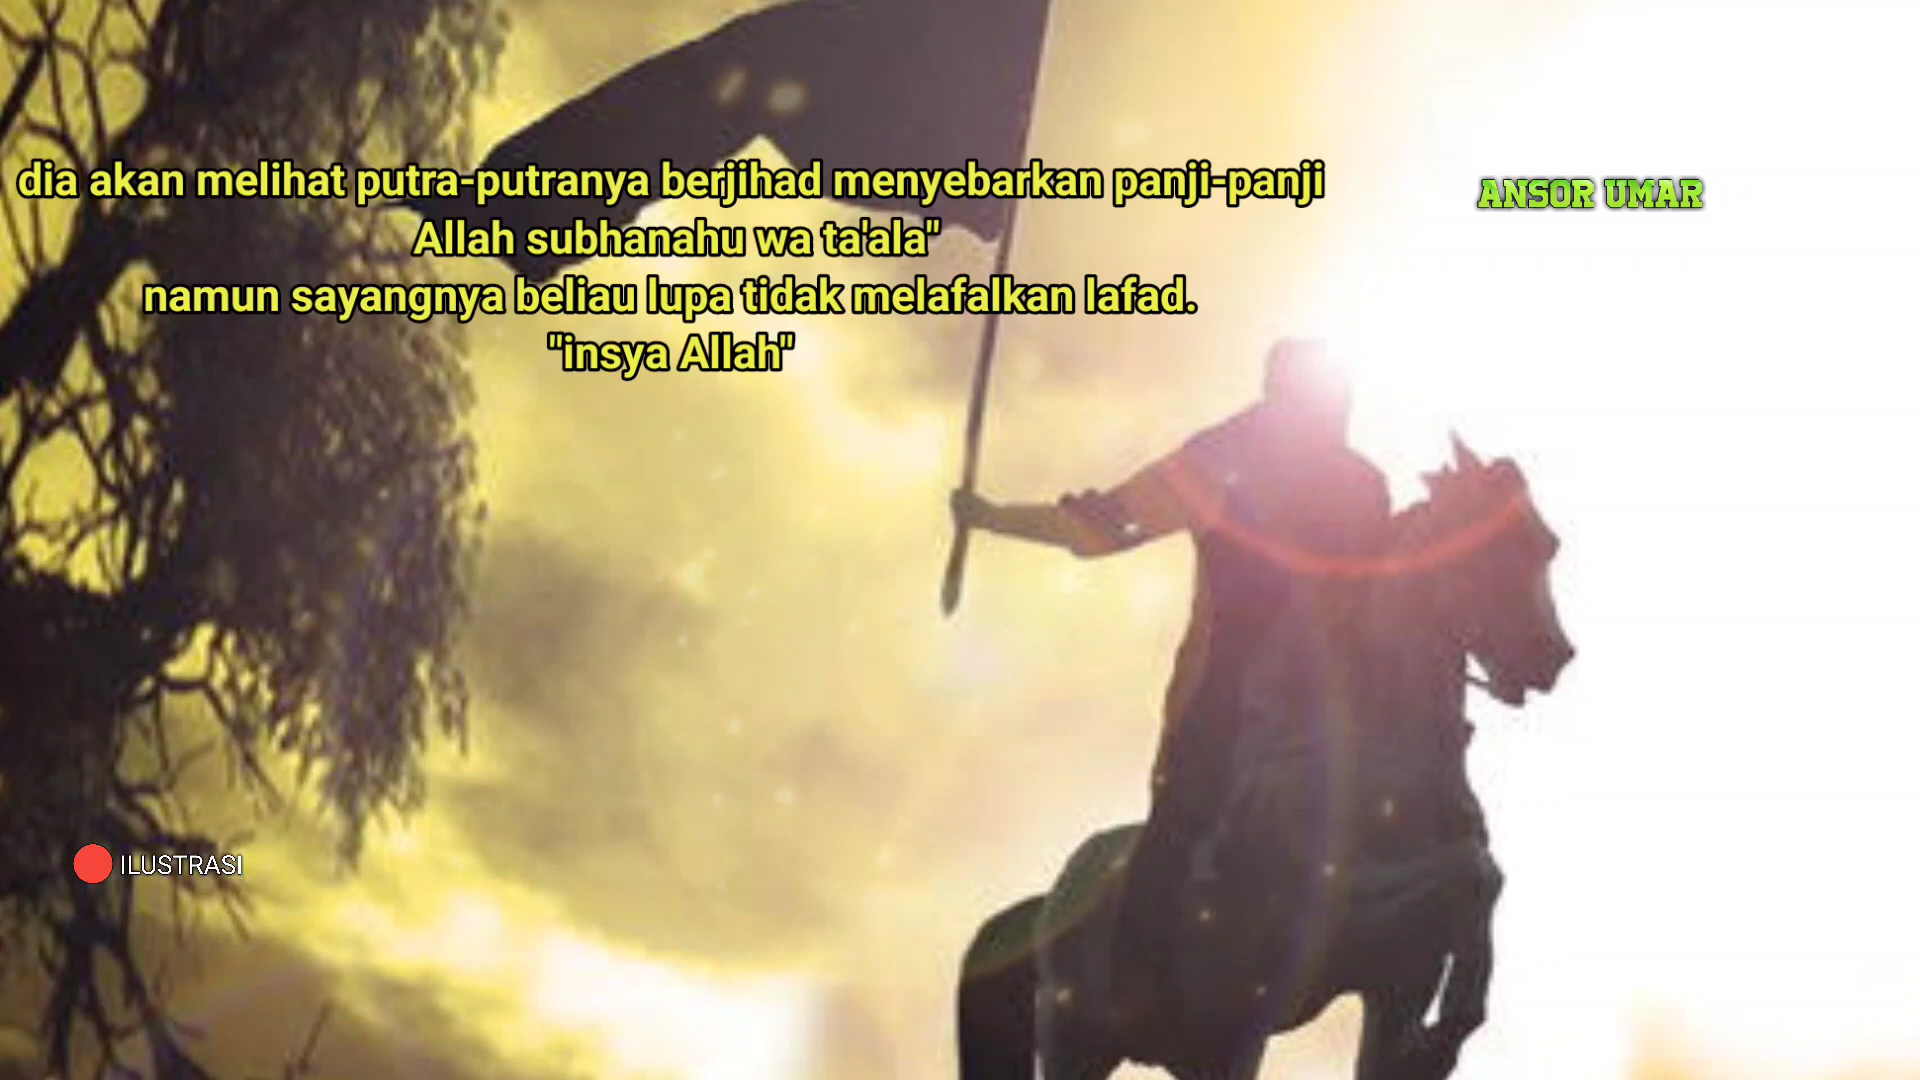 dia akan melihat putra-putranya berjihad menyebarkan panji-panji
Allah subhanahu wa ta'ala"
namun sayangnya beliau lupa tidak melafalkan lafad.
"insya Allah"
ANSOR UMAR
ILUSTRASI